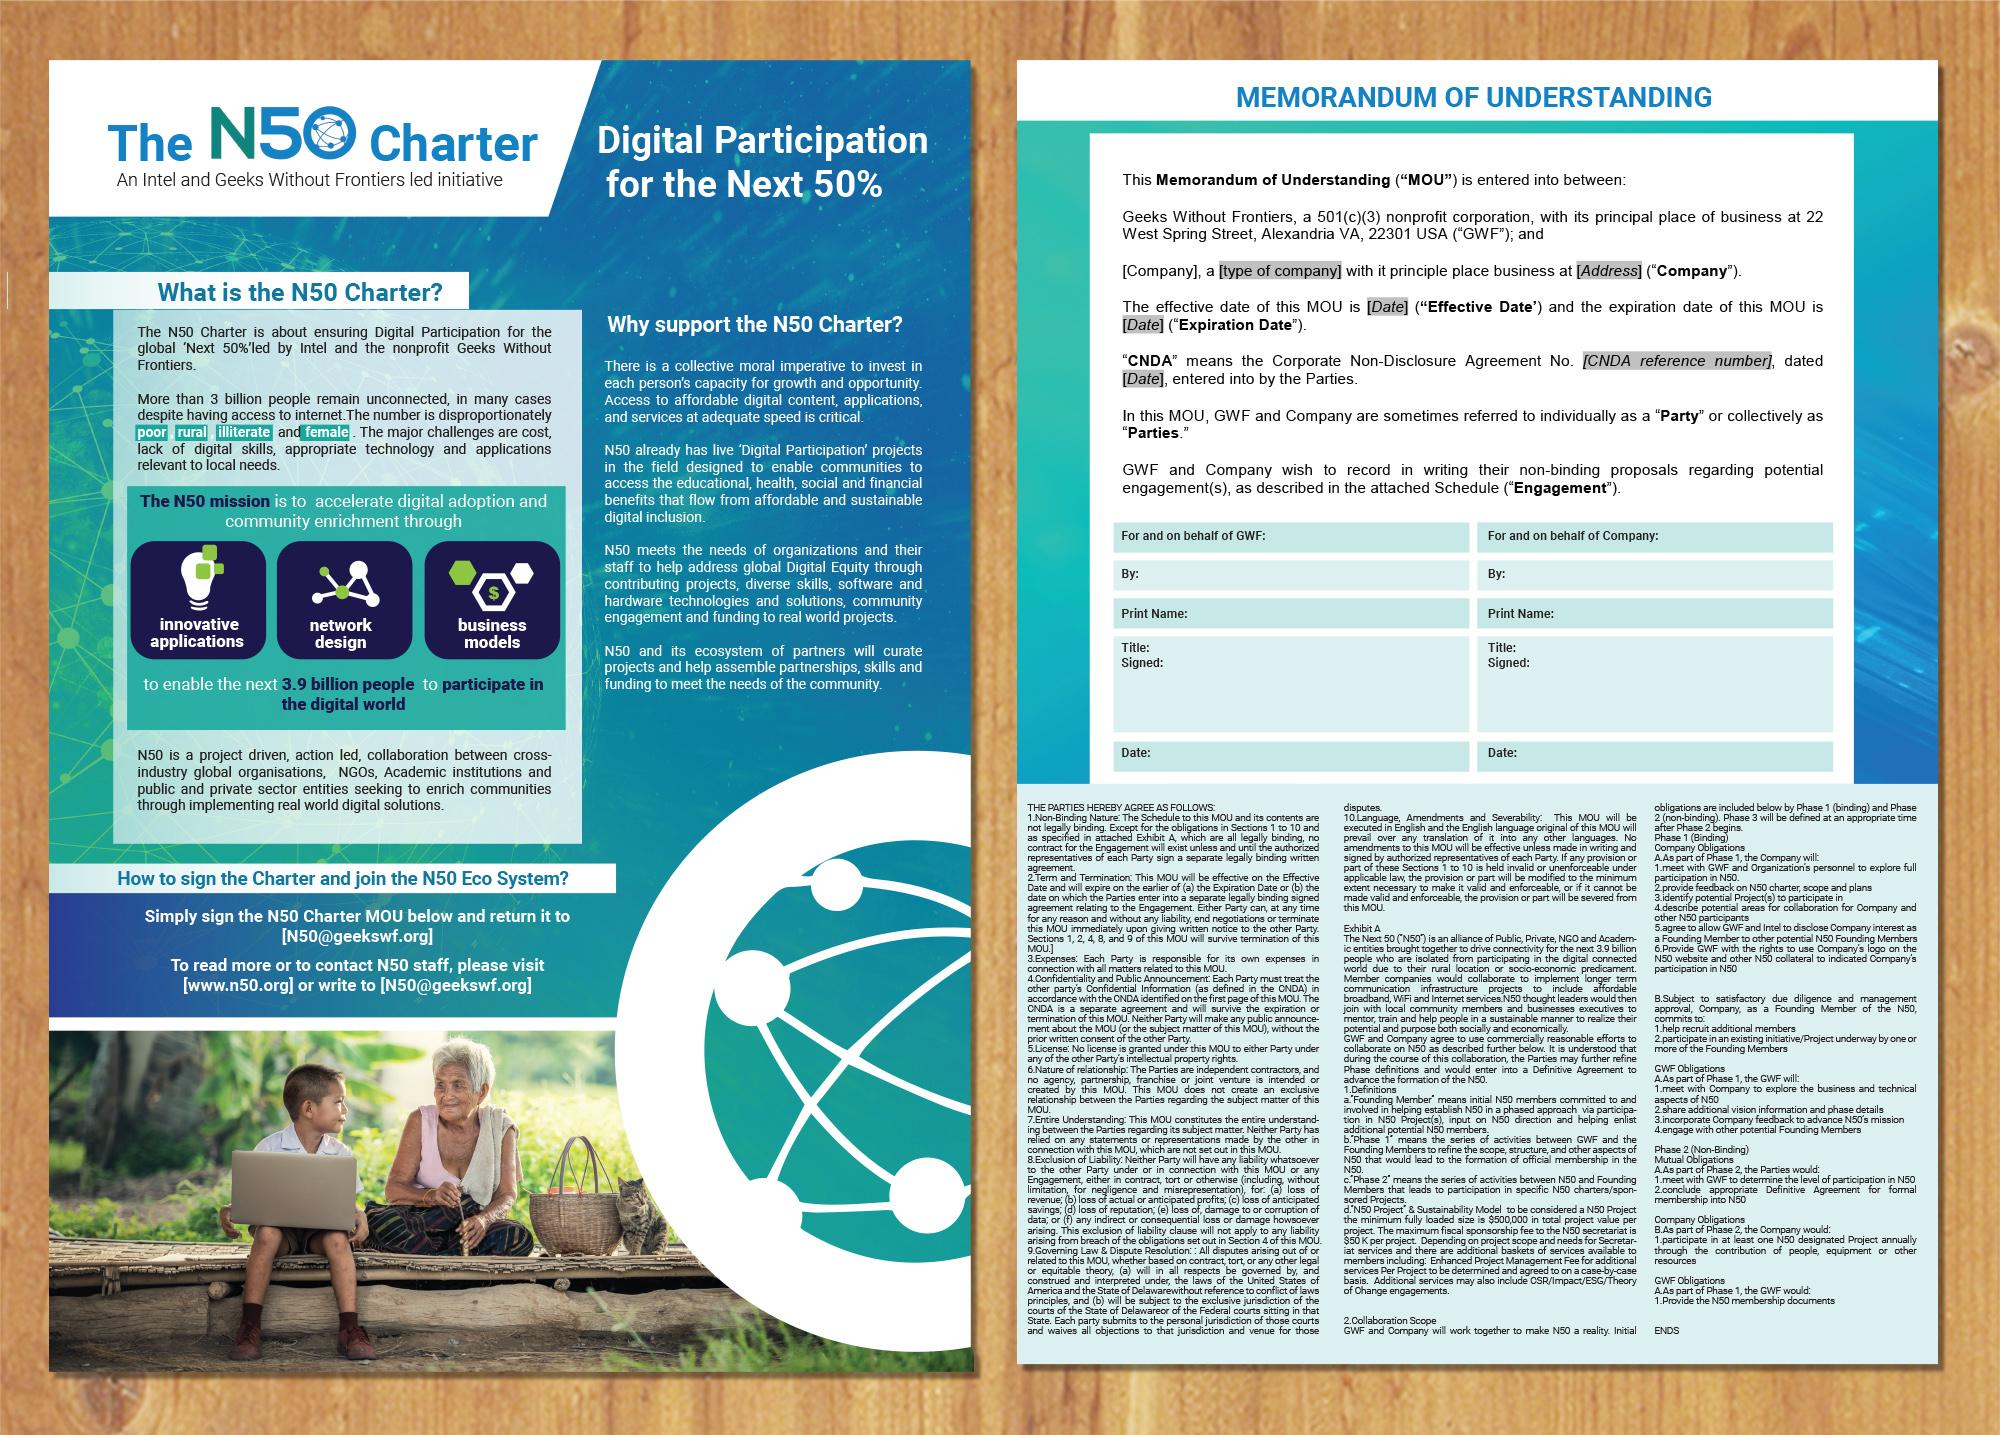 The N50 Charter
An Intel and Geeks Without Frontiers led initiative
Digital Participation
for the Next 50%
What is the N50 Charter?
The N50 Charter is about ensuring Digital Participation for the
global ‘Next 50%’led by Intel and the nonprofit Geeks Without
Frontiers.
More than 3 billion people remain unconnected, in many cases
despite having access to internet.The number is disproportionately
poor , rural , illiterate and female . The major challenges are cost,
lack of digital skills, appropriate technology and applications
relevant to local needs.
The N50 mission is to accelerate digital adoption and
community enrichment through
innovative
applications
network
design
$
business
models
to enable the next 3.9 billion people to participate in
the digital world
N50 is a project driven, action led, collaboration between cross-
industry global organisations, NGOs, Academic institutions and
public and private sector entities seeking to enrich communities
through implementing real world digital solutions.
Why support the N50 Charter?
There is a collective moral imperative to invest in
each person’s capacity for growth and opportunity.
Access to affordable digital content, applications,
and services at adequate speed is critical.
N50 already has live ‘Digital Participation’ projects
in the field designed to enable communities to
access the educational, health, social and financial
benefits that flow from affordable and sustainable
digital inclusion.
N50 meets the needs of organizations and their
staff to help address global Digital Equity through
contributing projects, diverse skills, software and
hardware technologies and solutions, community
engagement and funding to real world projects.
N50 and its ecosystem of partners will curate
projects and help assemble partnerships, skills and
funding to meet the needs of the community.
How to sign the Charter and join the N50 Eco System?
Simply sign the N50 Charter MOU below and return it to
[N50@geekswf.org]
To read more or to contact N50 staff, please visit
[www.n50.org] or write to [N50@geekswf.org]
MEMORANDUM OF UNDERSTANDING
This Memorandum of Understanding (“MOU”) is entered into between:
Geeks Without Frontiers, a 501(c)(3) nonprofit corporation, with its principal place of business at 22
West Spring Street, Alexandria VA, 22301 USA (“GWF”); and
[Company], a [type of company] with it principle place business at [Address] (“Company”).
The effective date of this MOU is [Date] (“Effective Date’) and the expiration date of this MOU is
[Date] (“Expiration Date”).
“CNDA” means the Corporate Non-Disclosure Agreement No. [CNDA reference number], dated
[Date], entered into by the Parties.
In this MOU, GWF and Company are sometimes referred to individually as a “Party” or collectively as
“Parties.”
GWF and Company wish to record in writing their non-binding proposals regarding potential
engagement(s), as described in the attached Schedule (“Engagement”).
For and on behalf of GWF:
By:
Print Name:
Title:
Signed:
Date:
For and on behalf of Company:
By:
Print Name:
Title:
Signed:
Date:
THE PARTIES HEREBY AGREE AS FOLLOWS:
1.Non-Binding Nature: The Schedule to this MOU and its contents are
not legally binding. Except for the obligations in Sections 1 to 10 and
as specified in attached Exhibit A, which are all legally binding, no
contract for the Engagement will exist unless and until the authorized
representatives of each Party sign a separate legally binding written
agreement.
2.Term and Termination: This MOU will be effective on the Effective
Date and will expire on the earlier of (a) the Expiration Date or (b) the
date on which the Parties enter into a separate legally binding signed
agreement relating to the Engagement. Either Party can, at any time
for any reason and without any liability, end negotiations or terminate
this MOU immediately upon giving written notice to the other Party.
Sections 1, 2, 4, 8, and 9 of this MOU will survive termination of this
MOU.]
3.Expenses: Each Party is responsible for its own expenses in
connection with all matters related to this MOU.
4.Confidentiality and Public Announcement: Each Party must treat the
other party's Confidential Information (as defined in the CNDA) in
accordance with the CNDA identified on the first page of this MOU. The
CNDA is a separate agreement and will survive the expiration or
termination of this MOU. Neither Party will make any public announce-
ment about the MOU (or the subject matter of this MOU), without the
prior written consent of the other Party.
5.License: No license is granted under this MOU to either Party under
any of the other Party's intellectual property rights.
6.Nature of relationship: The Parties are independent contractors, and
no agency, partnership, franchise or joint venture is intended or
created by this MOU. This MOU does not create an exclusive
relationship between the Parties regarding the subject matter of this
MOU.
7.Entire Understanding: This MOU constitutes the entire understand-
ing between the Parties regarding its subject matter. Neither Party has
relied on any statements or representations made by the other in
connection with this MOU, which are not set out in this MOU.
8.Exclusion of Liability: Neither Party will have any liability whatsoever
to the other Party under or in connection with this MOU or any
Engagement, either in contract, tort or otherwise (including, without
limitation, for negligence and misrepresentation), for: (a) loss of
revenue; (b) loss of actual or anticipated profits; (c) loss of anticipated
savings; (d) loss of reputation; (e) loss of, damage to or corruption of
data; or (f) any indirect or consequential loss or damage howsoever
arising. This exclusion of liability clause will not apply to any liability
arising from breach of the obligations set out in Section 4 of this MOU.
9.Governing Law & Dispute Resolution: : All disputes arising out of or
related to this MOU, whether based on contract, tort, or any other legal
or equitable theory, (a) will in all respects be governed by, and
construed and interpreted under, the laws of the United States of
America and the State of Delawarewithout reference to conflict of laws
principles, and (b) will be subject to the exclusive jurisdiction of the
courts of the State of Delawareor of the Federal courts sitting in that
State. Each party submits to the personal jurisdiction of those courts
and waives all objections to that jurisdiction and venue for those
disputes.
10.Language, Amendments and Severability: This MOU will be
executed in English and the English language original of this MOU will
prevail over any translation of it into any other languages. No
amendments to this MOU will be effective unless made in writing and
signed by authorized representatives of each Party. If any provision or
part of these Sections 1 to 10 is held invalid or unenforceable under
applicable law, the provision or part will be modified to the minimum
extent necessary to make it valid and enforceable, or if it cannot be
made valid and enforceable, the provision or part will be severed from
this MOU.
Exhibit A
The Next 50 ("N50") is an alliance of Public, Private, NGO and Academ-
ic entities brought together to drive connectivity for the next 3.9 billion
people who are isolated from participating in the digital connected
world due to their rural location or socio-economic predicament.
Member companies would collaborate to implement longer term
communication infrastructure projects to include affordable
broadband, WiFi and Internet services.N50 thought leaders would then
join with local community members and businesses executives to
mentor, train and help people in a sustainable manner to realize their
potential and purpose both socially and economically.
GWF and Company agree to use commercially reasonable efforts to
collaborate on N50 as described further below. It is understood that
during the course of this collaboration, the Parties may further refine
Phase definitions and would enter into a Definitive Agreement to
advance the formation of the N50.
1.Definitions
a."Founding Member" means initial N50 members committed to and
involved in helping establish N50 in a phased approach via participa-
tion in N50 Project(s), input on N50 direction and helping enlist
additional potential N50 members.
b."Phase 1" means the series of activities between GWF and the
Founding Members to refine the scope, structure, and other aspects of
N50 that would lead to the formation of official membership in the
N50.
c."Phase 2" means the series of activities between N50 and Founding
Members that leads to participation in specific N50 charters/spon-
sored Projects.
d."N50 Project" & Sustainability Model to be considered a N50 Project
the minimum fully loaded size is $500,000 in total project value per
project. The maximum fiscal sponsorship fee to the N50 secretariat is
$50 K per project. Depending on project scope and needs for Secretar-
iat services and there are additional baskets of services available to
members including: Enhanced Project Management Fee for additional
services Per Project to be determined and agreed to on a case-by-case
basis. Additional services may also include CSR/Impact/ESG/Theory
of Change engagements.
2.Collaboration Scope
GWF and Company will work together to make N50 a reality. Initial
obligations are included below by Phase 1 (binding) and Phase
2 (non-binding). Phase 3 will be defined at an appropriate time
after Phase 2 begins.
Phase 1 (Binding)
Company Obligations
A.As part of Phase 1, the Company will:
1.meet with GWF and Organization's personnel to explore full
participation in N50.
2.provide feedback on N50 charter, scope and plans
3.identify potential Project(s) to participate in
4.describe potential areas for collaboration for Company and
other N50 participants
5.agree to allow GWF and Intel to disclose Company interest as
a Founding Member to other potential N50 Founding Members
6.Provide GWF with the rights to use Company's logo on the
N50 website and other N50 collateral to indicated Company's
participation in N50
B.Subject to satisfactory due diligence and management
approval, Company, as a Founding Member of the N50,
commits to:
1.help recruit additional members
2.participate in an existing initiative/Project underway by one or
more of the Founding Members
GWF Obligations
A.As part of Phase 1, the GWF will:
1.meet with Company to explore the business and technical
aspects of N50
2.share additional vision information and phase details
3.incorporate Company feedback to advance N50's mission
4.engage with other potential Founding Members
Phase 2 (Non-Binding)
Mutual Obligations
A.As part of Phase 2, the Parties would:
1.meet with GWF to determine the level of participation in N50
2.conclude appropriate Definitive Agreement for formal
membership into N50
Company Obligations
B.As part of Phase 2, the Company would:
1.participate in at least one N50 designated Project annually
through the contribution of people, equipment or other
resources
GWF Obligations
A.As part of Phase 1, the GWF would:
1.Provide the N50 membership documents
ENDS